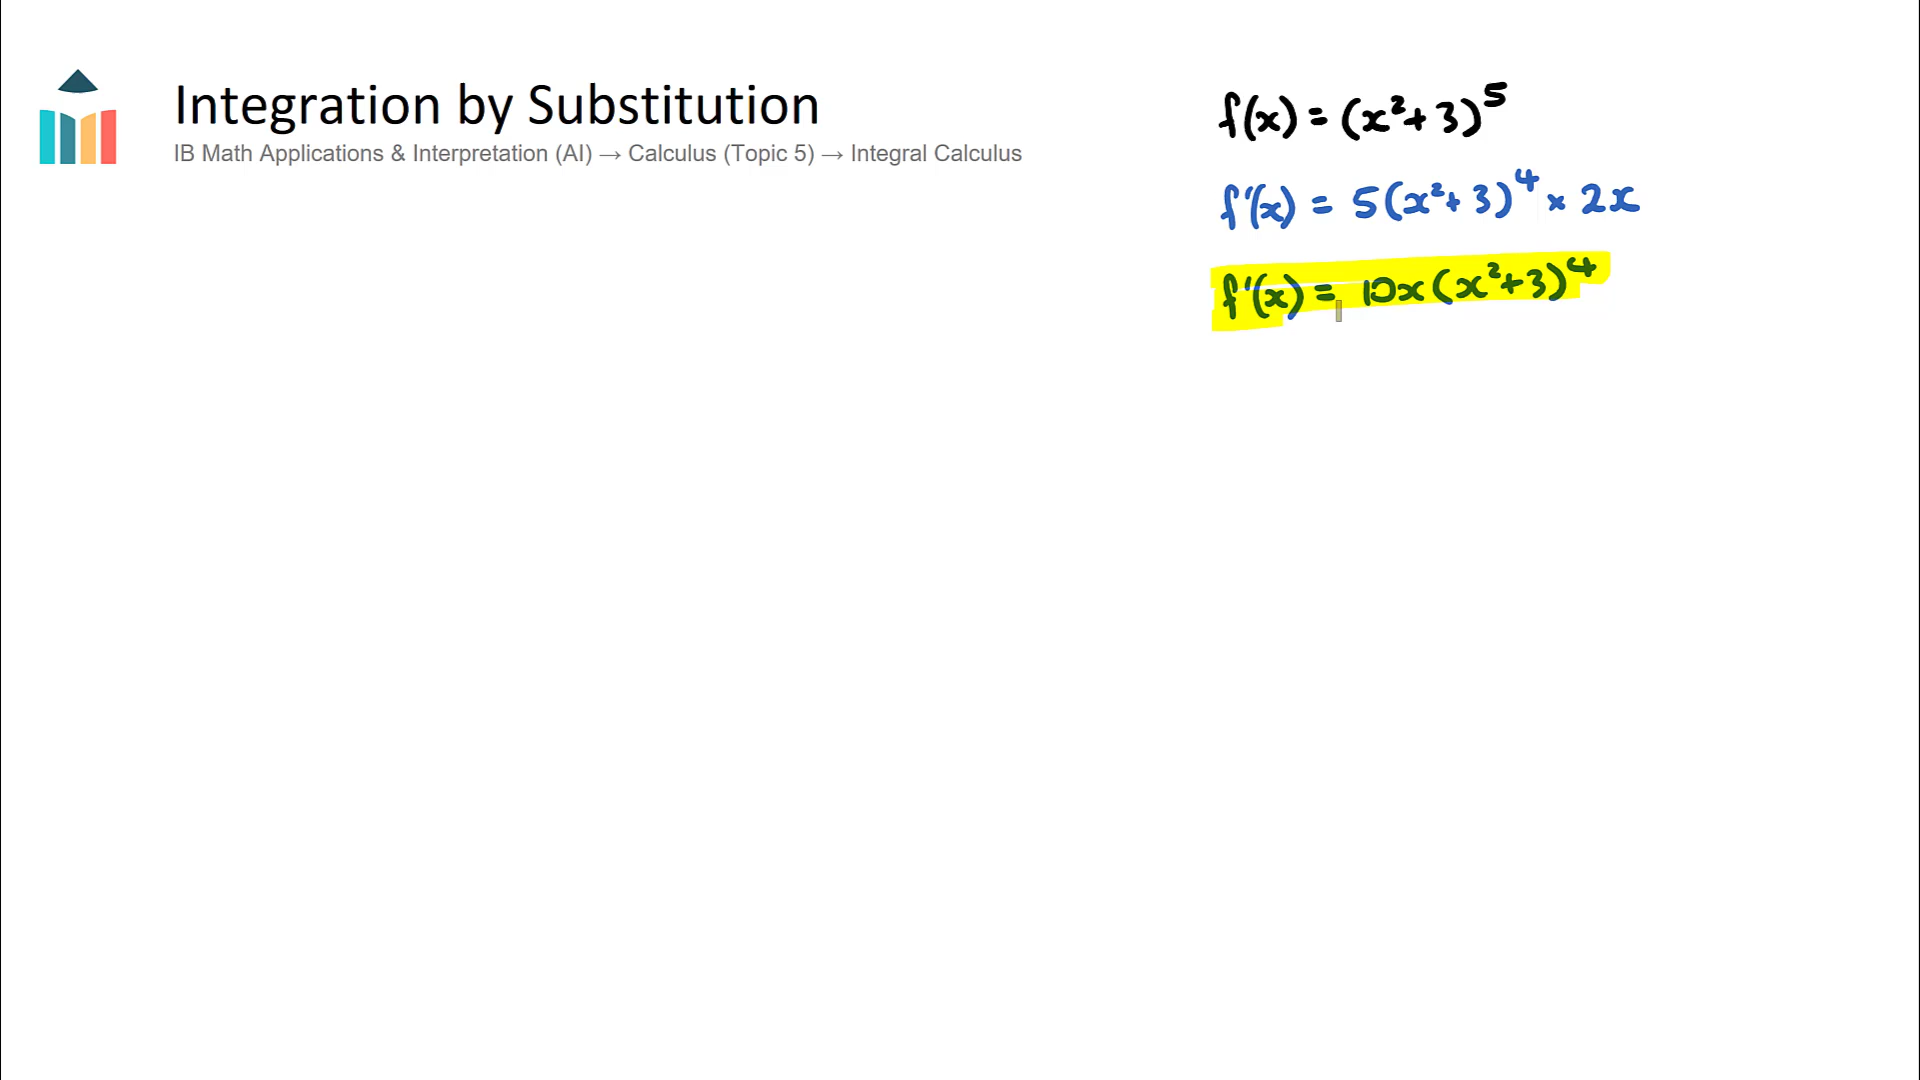 Integration by Substitution
IB Math Applications & Interpretation (AI) → Calculus (Topic 5) → Integral Calculus
f(x) = (x²+3)⁵
f'(x) = 5(x²+3)⁴ × 2x
f'(x) = 10x(x²+3)⁴